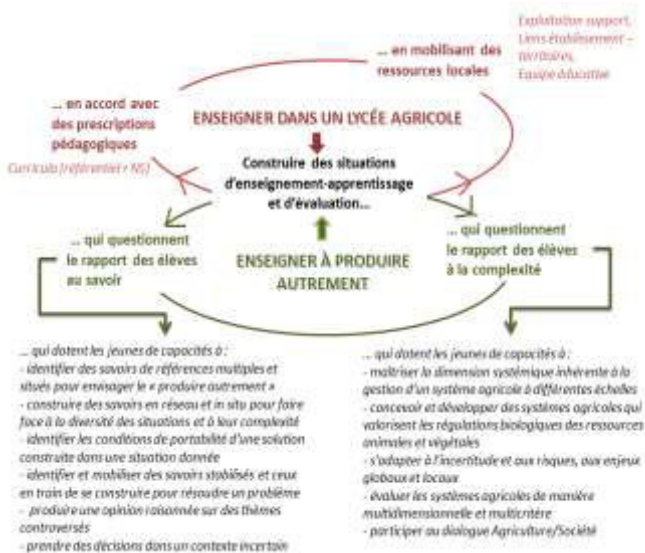 Exploitation support,
Liens établissement –
territoires,
Equipe éducative
... en mobilisant des
ressources locales
... en accord avec
des prescriptions
pédagogiques
Curricula (référentiel + NS)
ENSEIGNER DANS UN LYCÉE AGRICOLE
Construire des situations
d'enseignement-apprentissage
et d'évaluation...
... qui questionnent
le rapport des élèves
au savoir
ENSEIGNER À PRODUIRE
AUTREMENT
... qui questionnent
le rapport des élèves
à la complexité
... qui dotent les jeunes de capacités à :
- identifier des savoirs de références multiples et
situés pour envisager le « produire autrement »
- construire des savoirs en réseau et in situ pour faire
face à la diversité des situations et à leur complexité
- identifier les conditions de portabilité d'une solution
construite dans une situation donnée
- identifier et mobiliser des savoirs stabilisés et ceux
en train de se construire pour résoudre un problème
- produire une opinion raisonnée sur des thèmes
controversés
- prendre des décisions dans un contexte incertain
... qui dotent les jeunes de capacités à :
- maîtriser la dimension systémique inhérente à la
gestion d'un système agricole à différentes échelles
- concevoir et développer des systèmes agricoles qui
valorisent les régulations biologiques des ressources
animales et végétales
- s'adapter à l'incertitude et aux risques, aux enjeux
globaux et locaux
- évaluer les systèmes agricoles de manière
multidimensionnelle et multicritère
- participer au dialogue Agriculture/Société